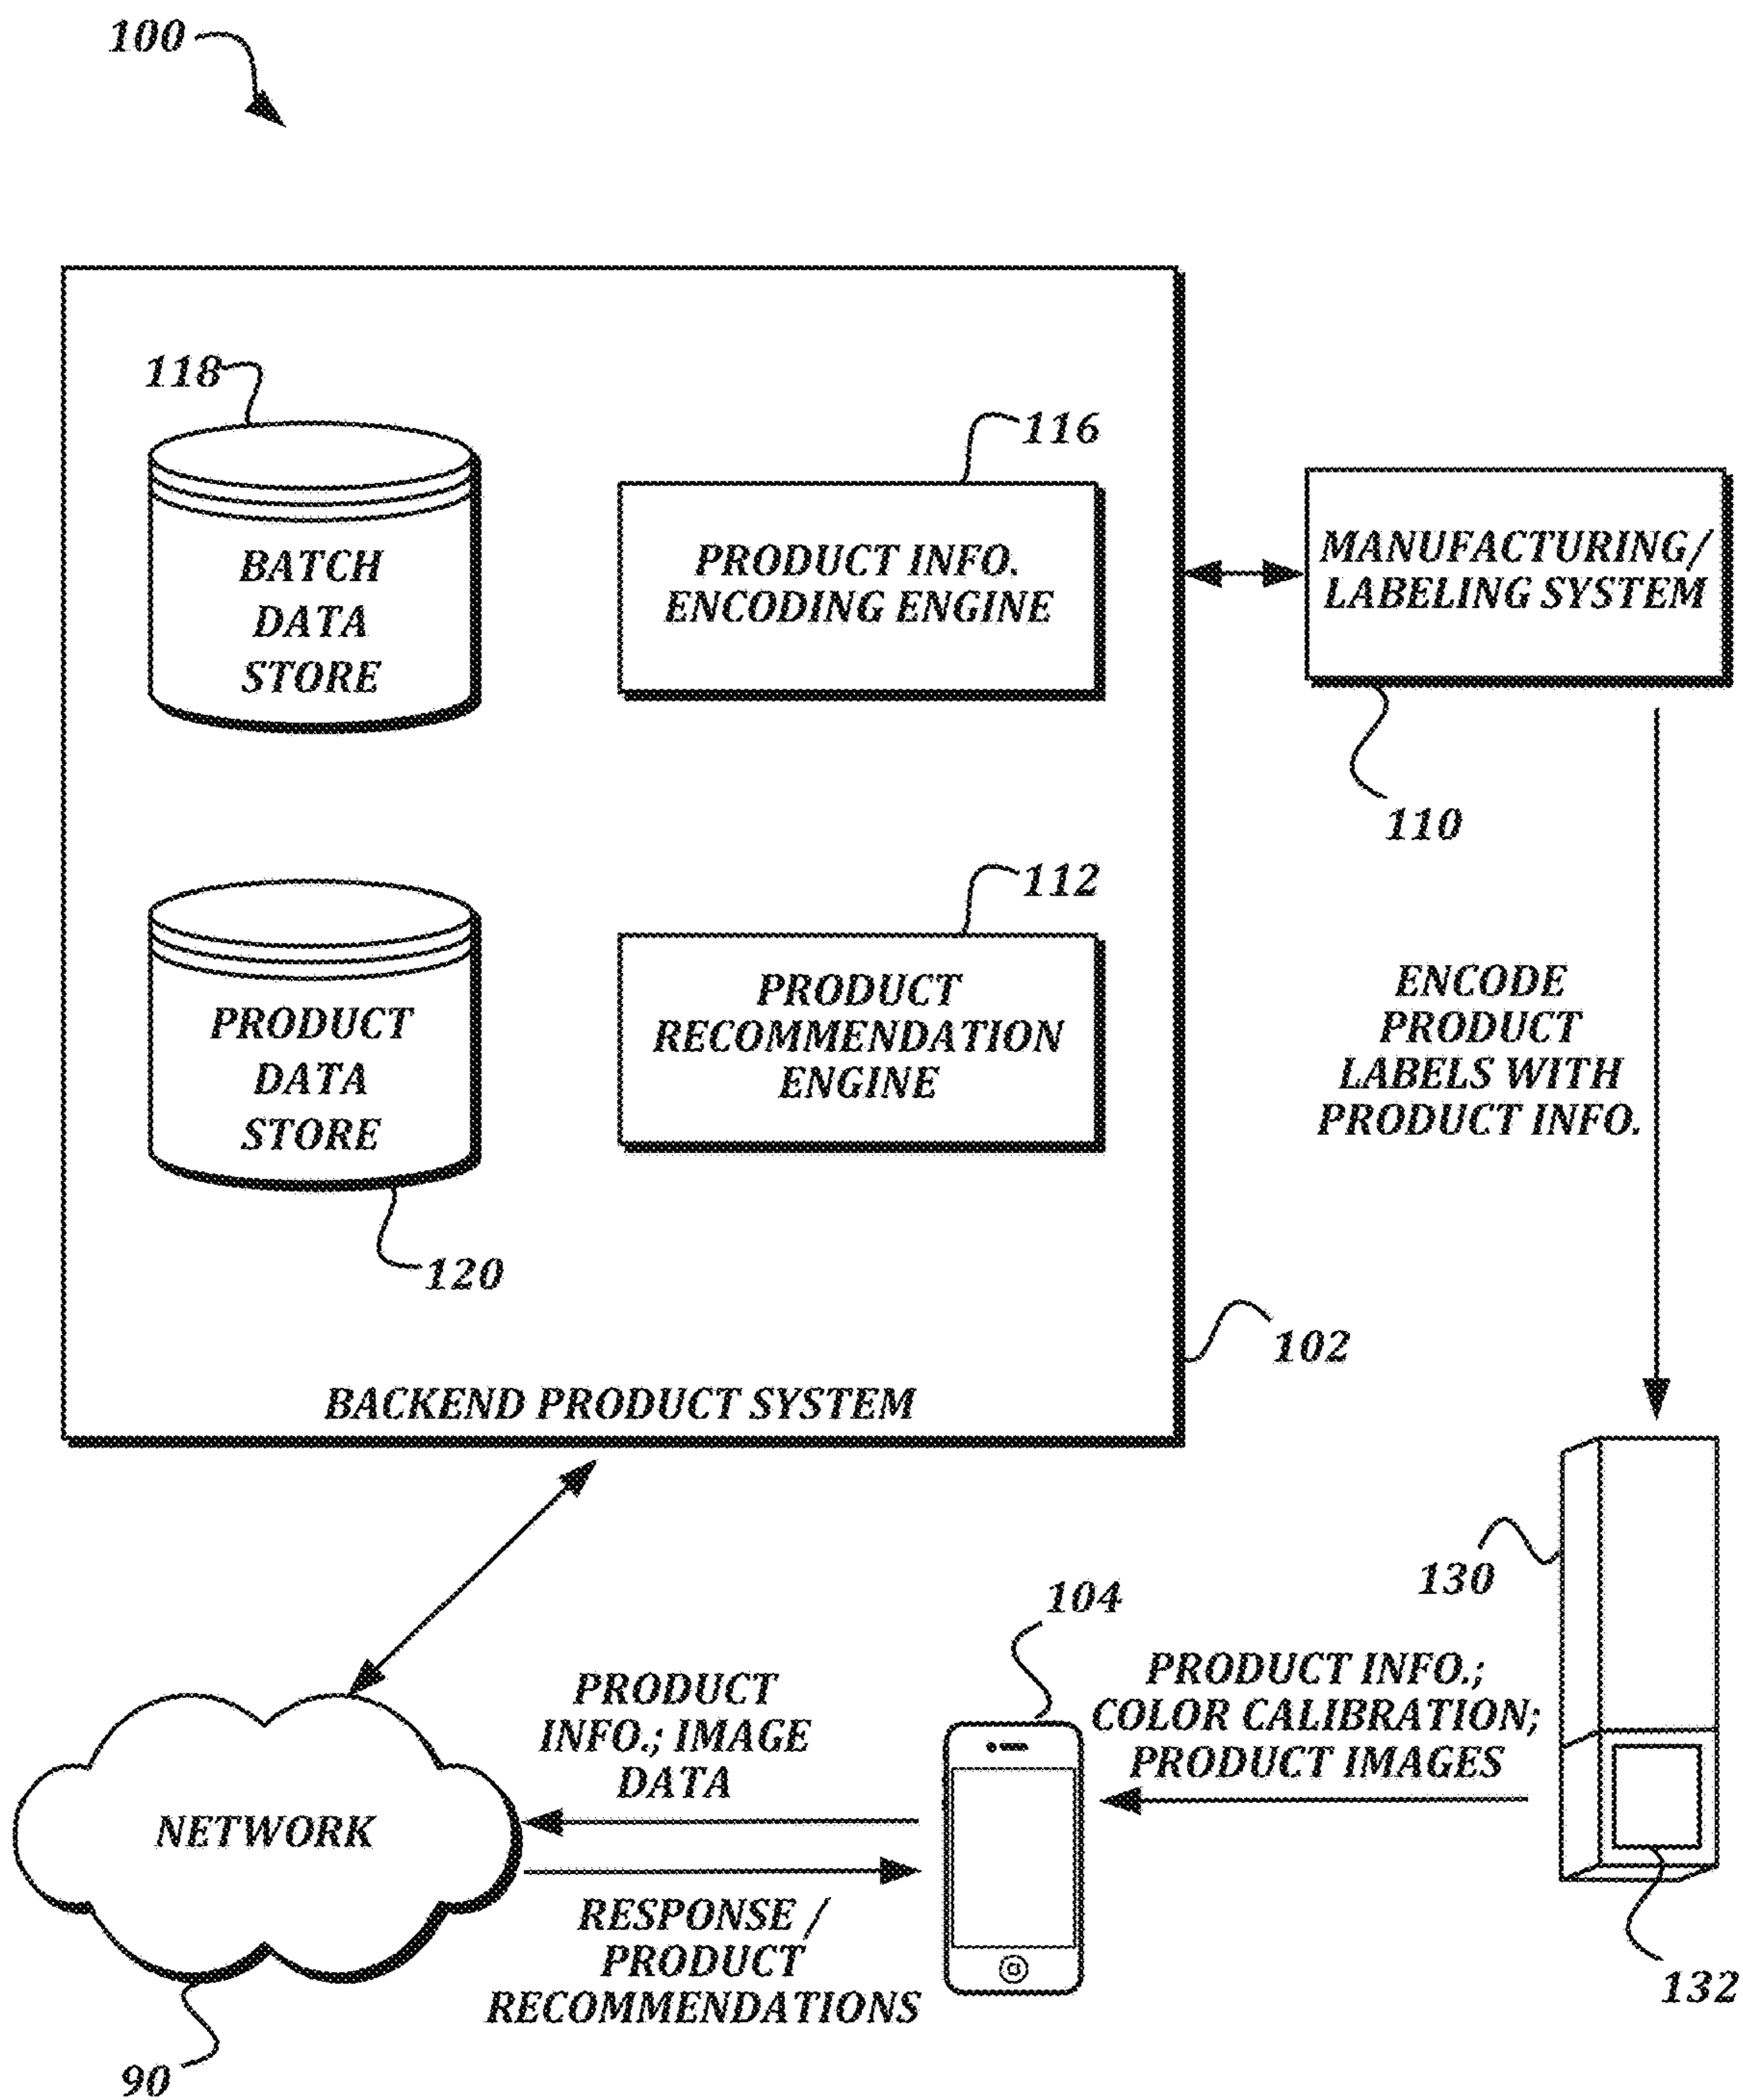 100
118
BATCH
DATA
STORE
116
PRODUCT INFO.
ENCODING ENGINE
MANUFACTURING/
LABELING SYSTEM
110
PRODUCT
DATA
STORE
120
112
PRODUCT
RECOMMENDATION
ENGINE
ENCODE
PRODUCT
LABELS WITH
PRODUCT INFO.
102
BACKEND PRODUCT SYSTEM
130
104
PRODUCT INFO.;
COLOR CALIBRATION;
PRODUCT IMAGES
PRODUCT
INFO.; IMAGE
DATA
NETWORK
RESPONSE /
PRODUCT
RECOMMENDATIONS
132
90